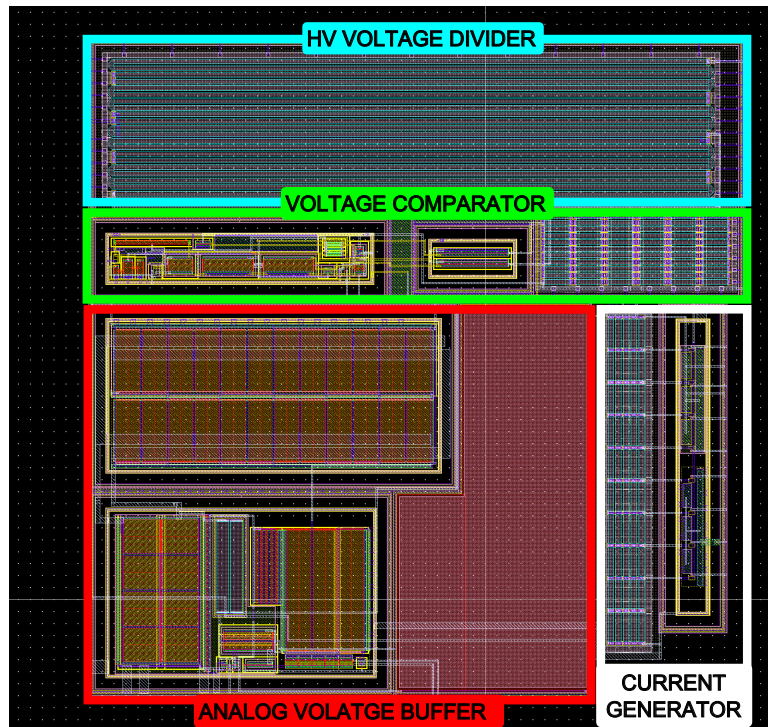 HV VOLTAGE DIVIDER
VOLTAGE COMPARATOR
ANALOG VOLATGE BUFFER
CURRENT
GENERATOR